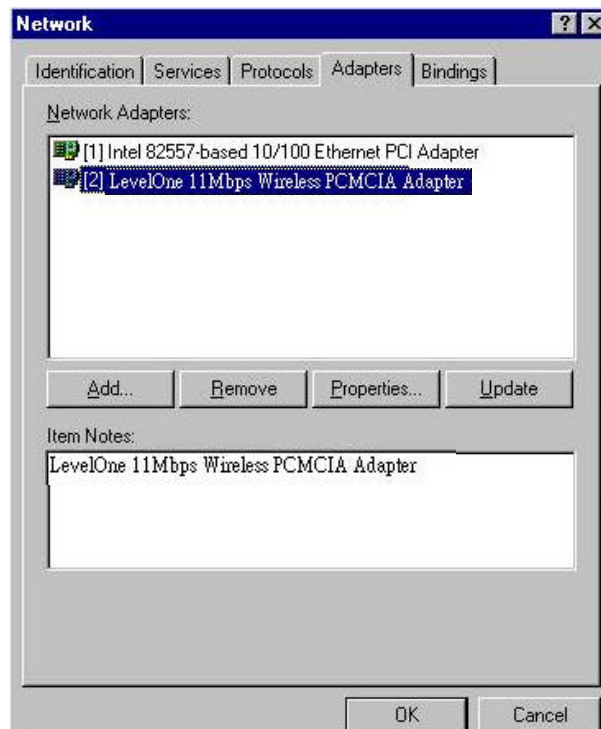 Network
Identification Services Protocols Adapters Bindings
Network Adapters:
[1] Intel 82557-based 10/100 Ethernet PCI Adapter
[2] LevelOne 11Mbps Wireless PCMCIA Adapter
Add... Remove Properties... Update
Item Notes:
LevelOne 11Mbps Wireless PCMCIA Adapter
OK Cancel